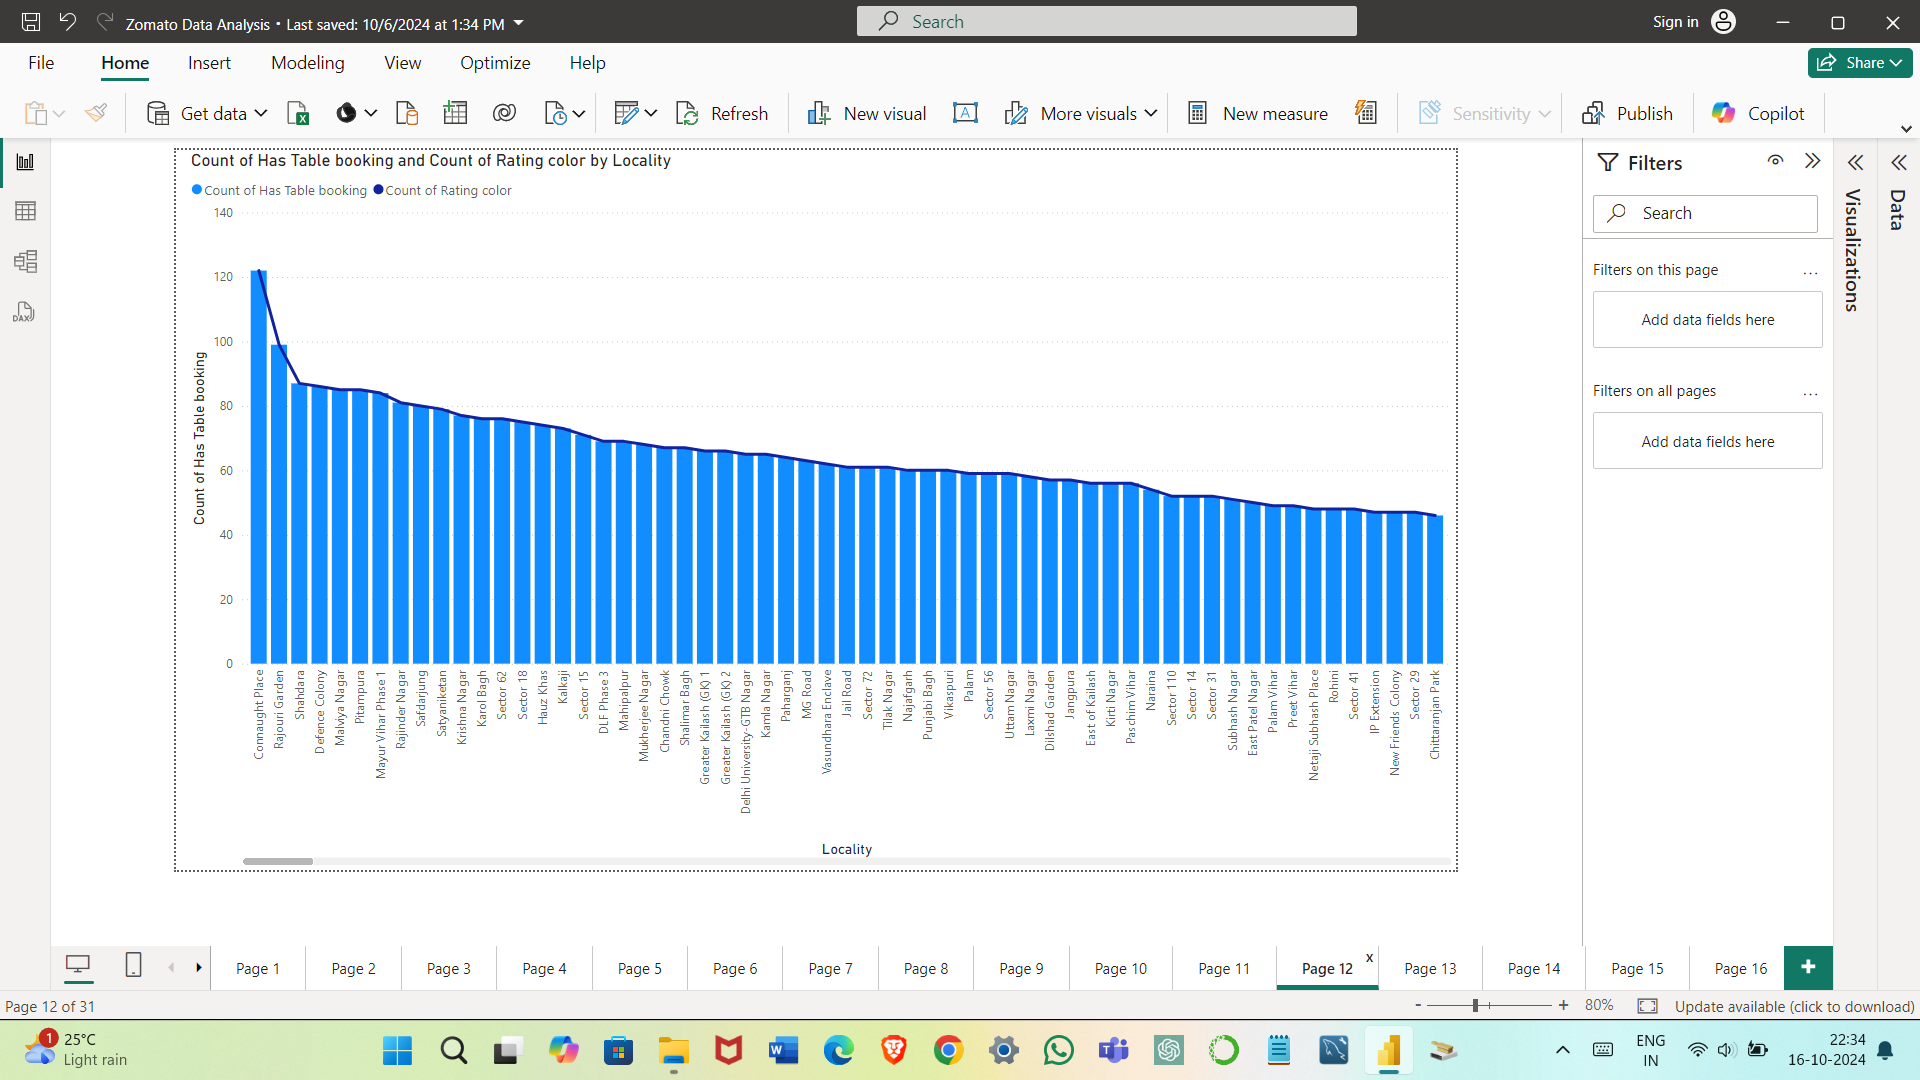 Zomato Data Analysis • Last saved: 10/6/2024 at 1:34 PM
Search
Sign in
File
Home
Insert
Modeling
View
Optimize
Help
Share
Get data
Refresh
New visual
More visuals
New measure
Sensitivity
Publish
Copilot
DAX
Count of Has Table booking and Count of Rating color by Locality
Count of Has Table booking
Count of Rating color
140
120
100
80
60
40
20
0
Count of Has Table booking
Connaught Place
Rajouri Garden
Shahdara
Defence Colony
Malviya Nagar
Pitampura
Mayur Vihar Phase 1
Rajinder Nagar
Safdarjung
Satyaniketan
Krishna Nagar
Karol Bagh
Sector 62
Sector 18
Hauz Khas
Kalkaji
Sector 15
DLF Phase 3
Mahipalpur
Mukherjee Nagar
Chandni Chowk
Shalimar Bagh
Greater Kailash (GK) 1
Greater Kailash (GK) 2
Delhi University-GTB Nagar
Kamla Nagar
Paharganj
MG Road
Vasundhara Enclave
Jail Road
Sector 72
Tilak Nagar
Najafgarh
Punjabi Bagh
Vikaspuri
Palam
Sector 56
Uttam Nagar
Laxmi Nagar
Dilshad Garden
Jangpura
East of Kailash
Kirti Nagar
Paschim Vihar
Naraina
Sector 110
Sector 14
Sector 31
Subhash Nagar
East Patel Nagar
Palam Vihar
Preet Vihar
Netaji Subhash Place
Rohini
Sector 41
IP Extension
New Friends Colony
Sector 29
Chittaranjan Park
Locality
Filters
Search
Filters on this page
...
Add data fields here
Filters on all pages
...
Add data fields here
Visualizations
Data
Page 1
Page 2
Page 3
Page 4
Page 5
Page 6
Page 7
Page 8
Page 9
Page 10
Page 11
Page 12
x
Page 13
Page 14
Page 15
Page 16
+
Page 12 of 31
-
+
80%
Update available (click to download)
1
25°C
Light rain
ENG
IN
22:34
16-10-2024